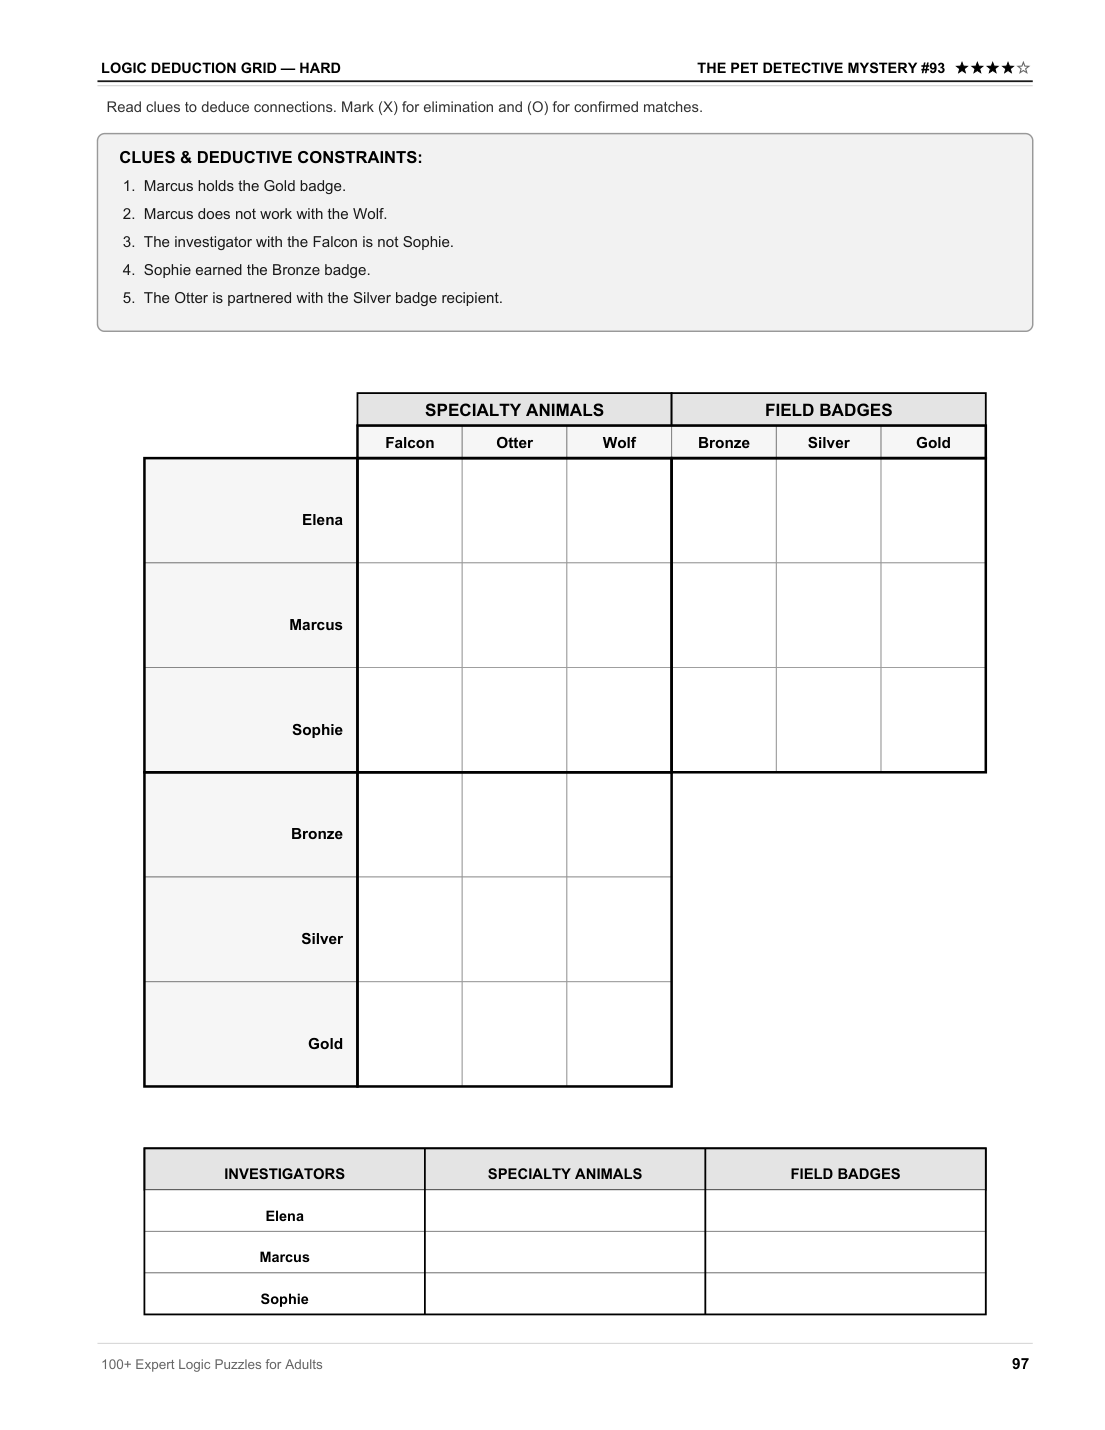 LOGIC DEDUCTION GRID — HARD
THE PET DETECTIVE MYSTERY #93 ★★★★☆
Read clues to deduce connections. Mark (X) for elimination and (O) for confirmed matches.
CLUES & DEDUCTIVE CONSTRAINTS:
1. Marcus holds the Gold badge.
2. Marcus does not work with the Wolf.
3. The investigator with the Falcon is not Sophie.
4. Sophie earned the Bronze badge.
5. The Otter is partnered with the Silver badge recipient.
SPECIALTY ANIMALS FIELD BADGES
Falcon Otter Wolf Bronze Silver Gold
Elena
Marcus
Sophie
Bronze
Silver
Gold
INVESTIGATORS SPECIALTY ANIMALS FIELD BADGES
Elena
Marcus
Sophie
100+ Expert Logic Puzzles for Adults
97